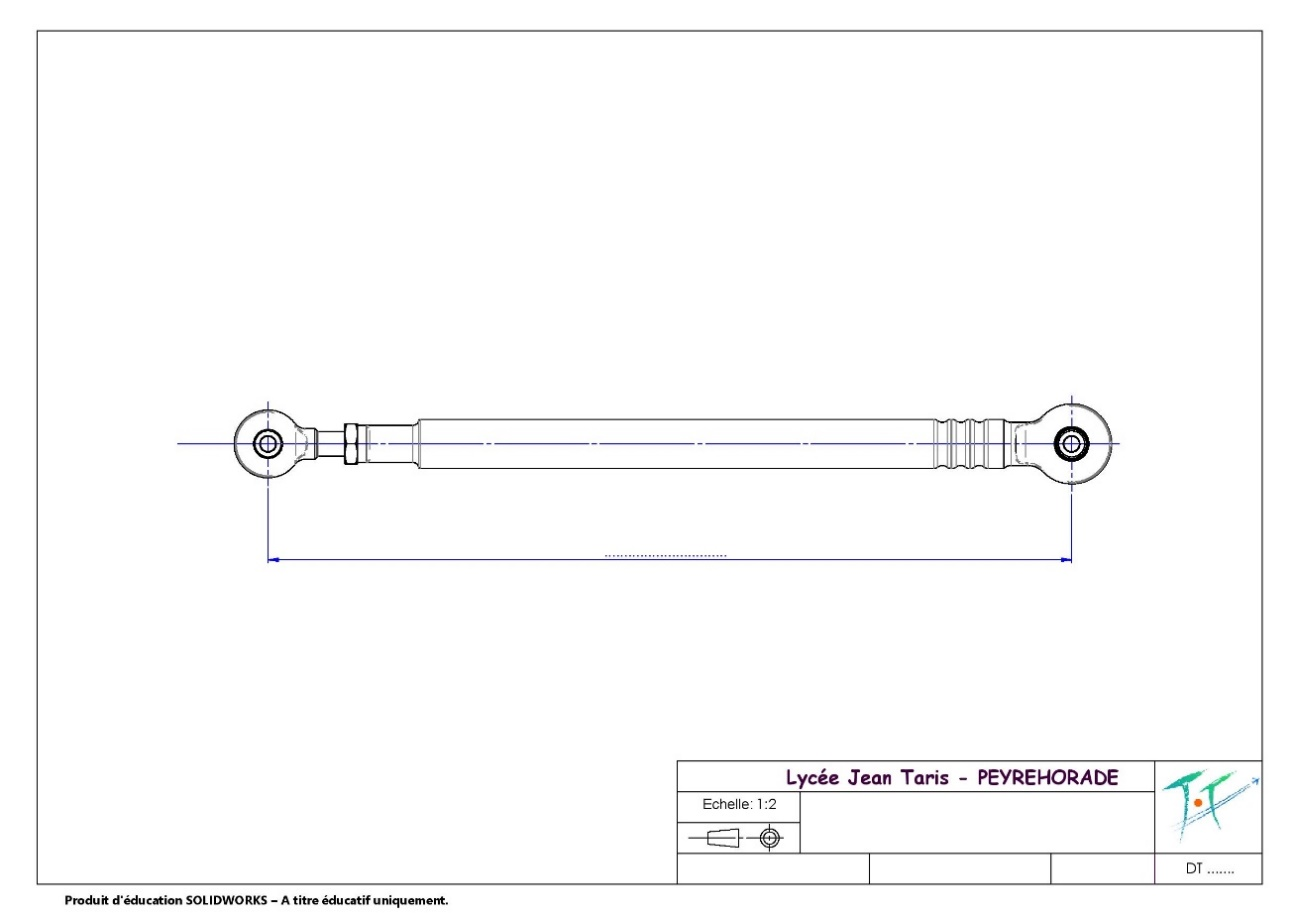 ..............................
Lycée Jean Taris - PEYREHORADE
Echelle: 1:2
T.T
DT .......
Produit d'éducation SOLIDWORKS – A titre éducatif uniquement.